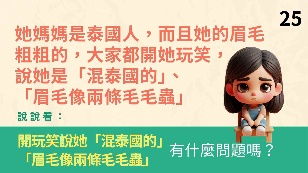 25
她媽媽是泰國人，而且她的眉毛
粗粗的，大家都開她玩笑，
說她是「混泰國的」、
「眉毛像兩條毛毛蟲」
說說看：
開玩笑說她「混泰國的」
「眉毛像兩條毛毛蟲」
有什麼問題嗎？